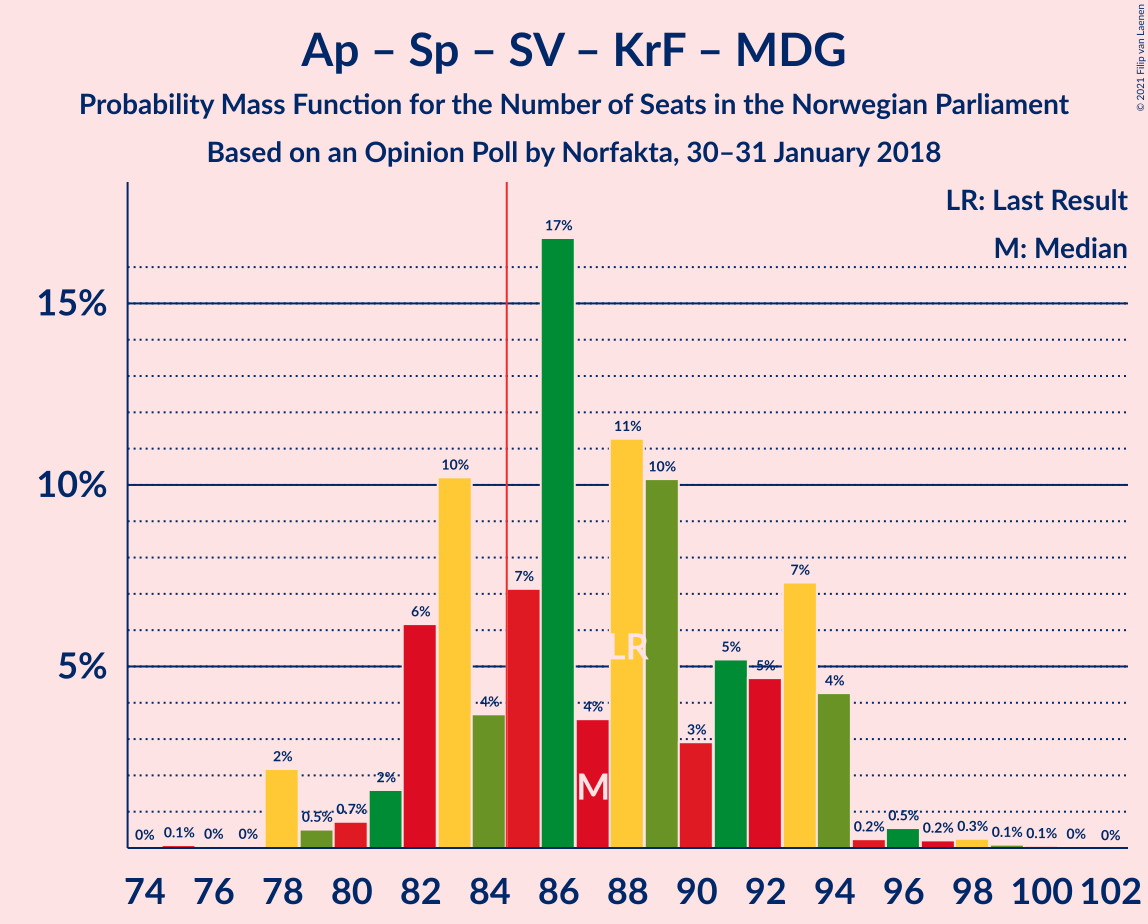 Ap – Sp – SV – KrF – MDG
Probability Mass Function for the Number of Seats in the Norwegian Parliament
Based on an Opinion Poll by Norfakta, 30–31 January 2018
© 2021 Filip van Laenen
LR: Last Result
M: Median
15%
10%
5%
0% 0.1% 0% 0% 2% 0.5% 0.7% 2% 6% 10% 4% 7% 17% 4% 11% 10% 3% 5% 5% 7% 4% 0.2% 0.5% 0.2% 0.3% 0.1% 0.1% 0% 0%
LR
M
74 76 78 80 82 84 86 88 90 92 94 96 98 100 102